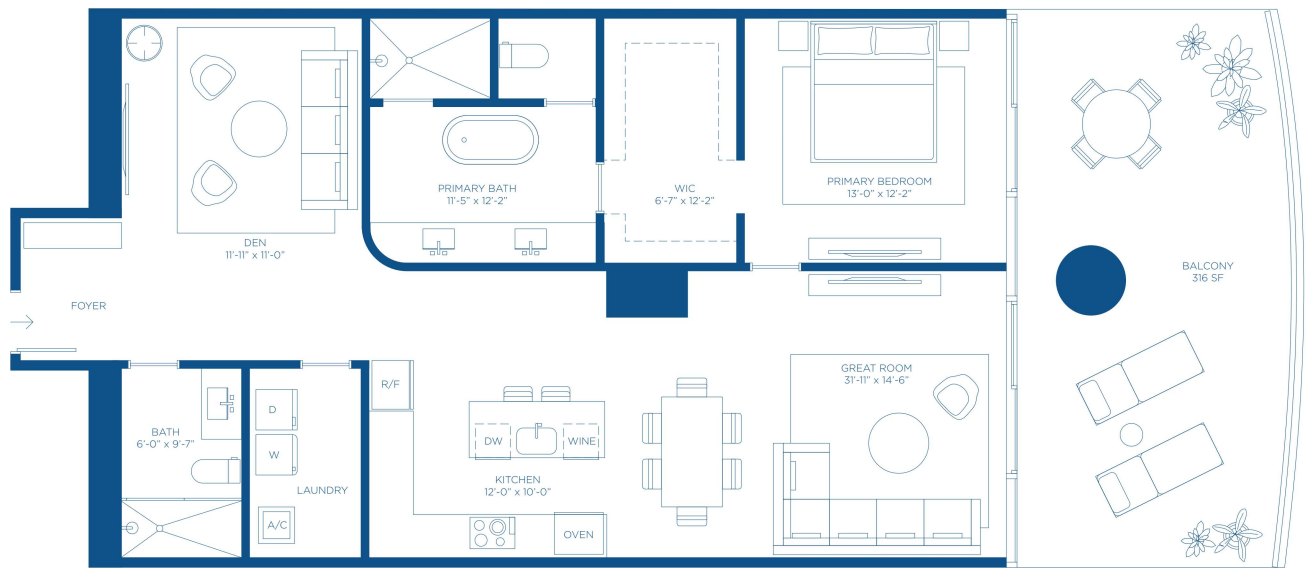 PRIMARY BATH
11'-5" x 12'-2"
WIC
6'-7" x 12'-2"
PRIMARY BEDROOM
13'-0" x 12'-2"
DEN
11'-11" x 11'-0"
BALCONY
316 SF
FOYER
GREAT ROOM
31'-11" x 14'-6"
R/F
D
BATH
6'-0" x 9'-7"
DW
WINE
W
KITCHEN
12'-0" x 10'-0"
LAUNDRY
A/C
OVEN